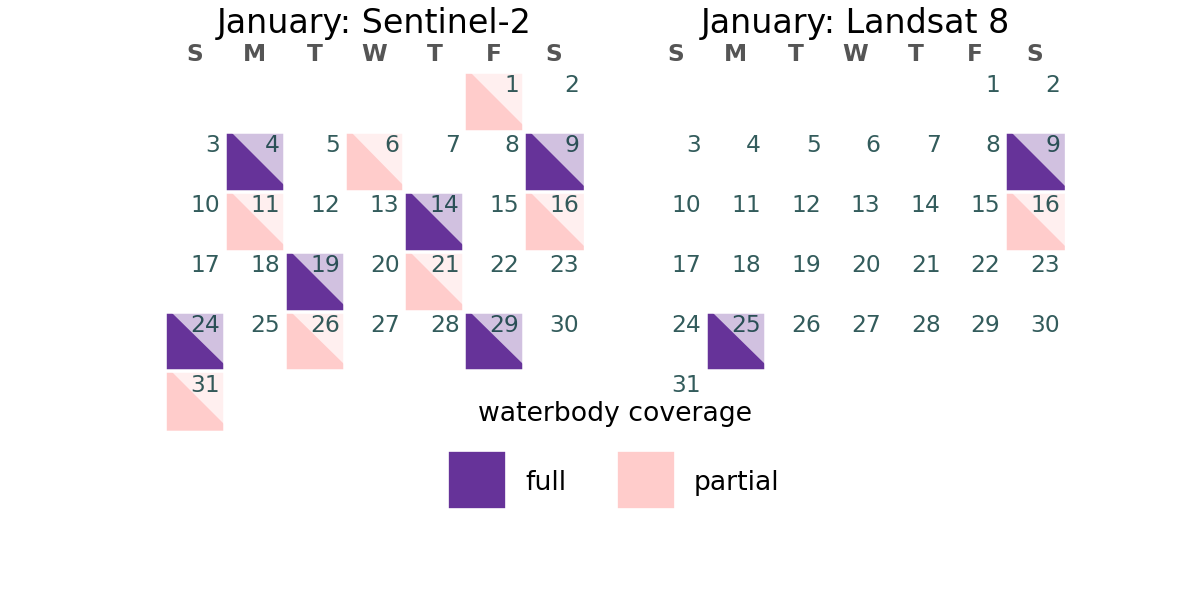 January: Sentinel-2
S M T W T F S
1 2
3 4 5 6 7 8 9
10 11 12 13 14 15 16
17 18 19 20 21 22 23
24 25 26 27 28 29 30
31
January: Landsat 8
S M T W T F S
1 2
3 4 5 6 7 8 9
10 11 12 13 14 15 16
17 18 19 20 21 22 23
24 25 26 27 28 29 30
31
waterbody coverage
full partial